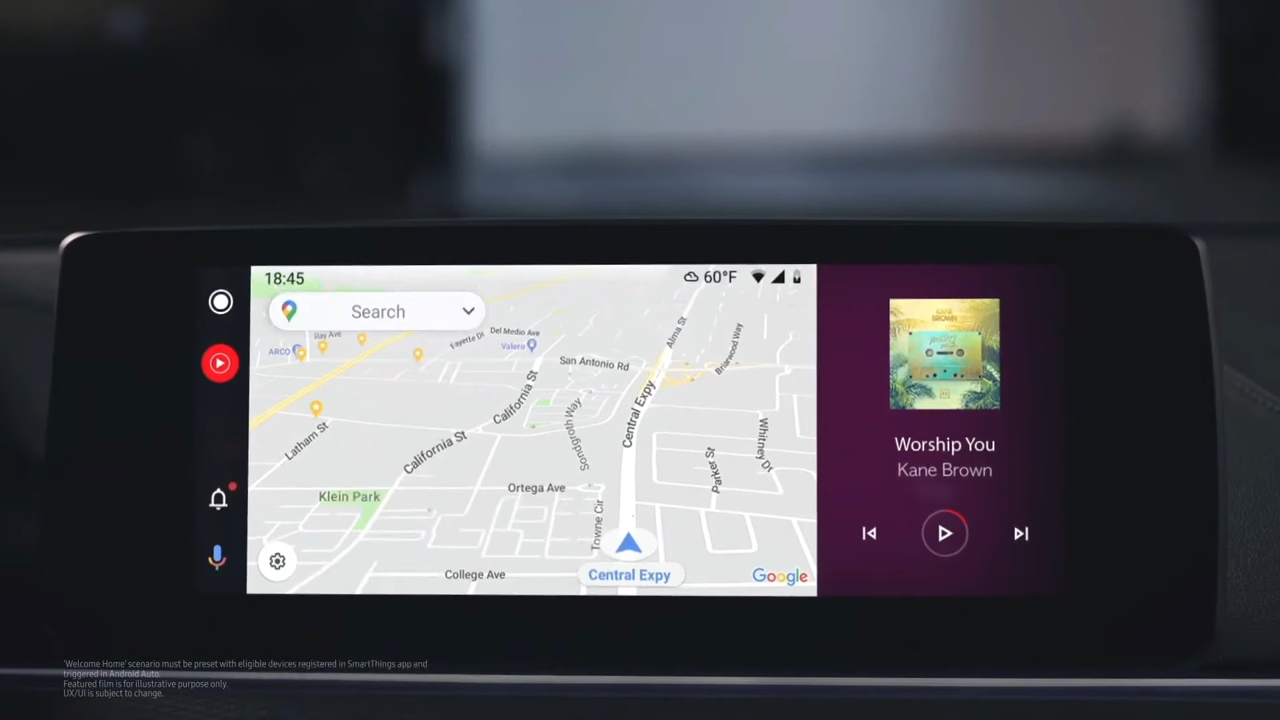 18:45
60°F
Search
Ray Ave
ARCO
Fayette Dr
Del Medio Ave
Valero
San Antonio Rd
Alma St
Briarwood Way
California St
Central Expy
Sondgroth Way
Latham St
California St
Whitney Dr
Parker St
Klein Park
Ortega Ave
Towne Cir
College Ave
Central Expy
Google
KANE
BROWN
Worship You
Kane Brown
'Welcome Home' scenario must be preset with eligible devices registered in SmartThings app and
triggered in Android Auto.
Featured film is for illustrative purpose only.
UX/UI is subject to change.